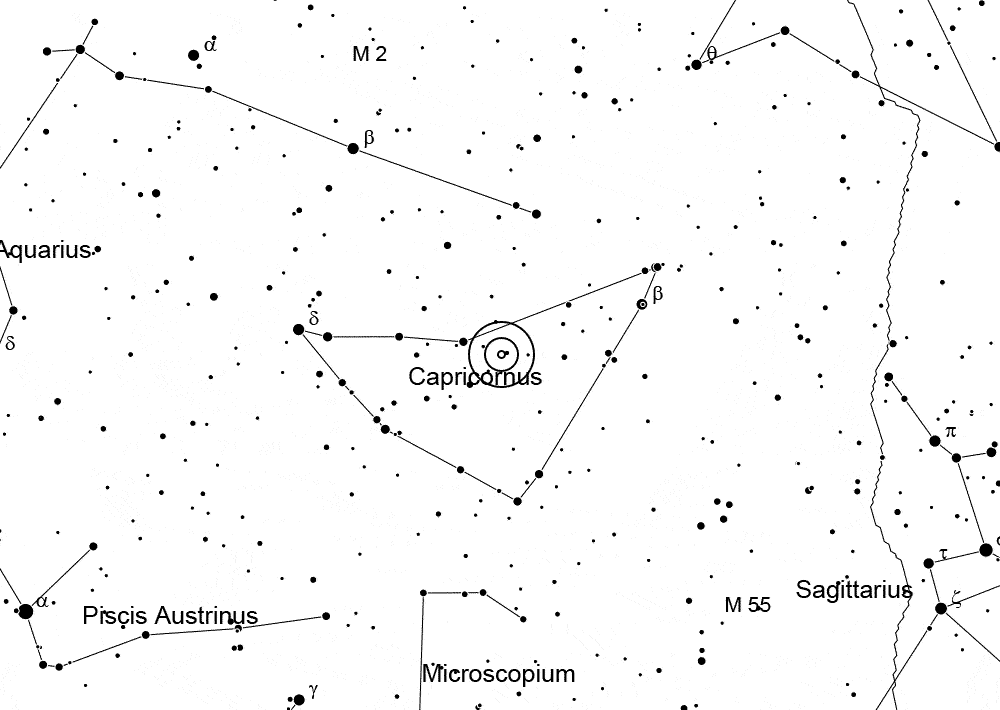 α
M 2
θ
β
Aquarius
β
δ
δ
Capricornus
π
τ
Sagittarius
ζ
α
M 55
Piscis Austrinus
Microscopium
γ